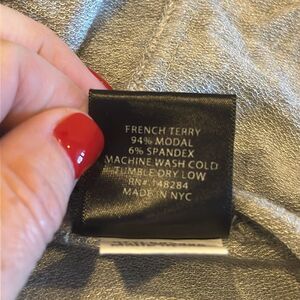 FRENCH TERRY
94% MODAL
6% SPANDEX
MACHINE WASH COLD
TUMBLE DRY LOW
RN#: 148284
MADE IN NYC